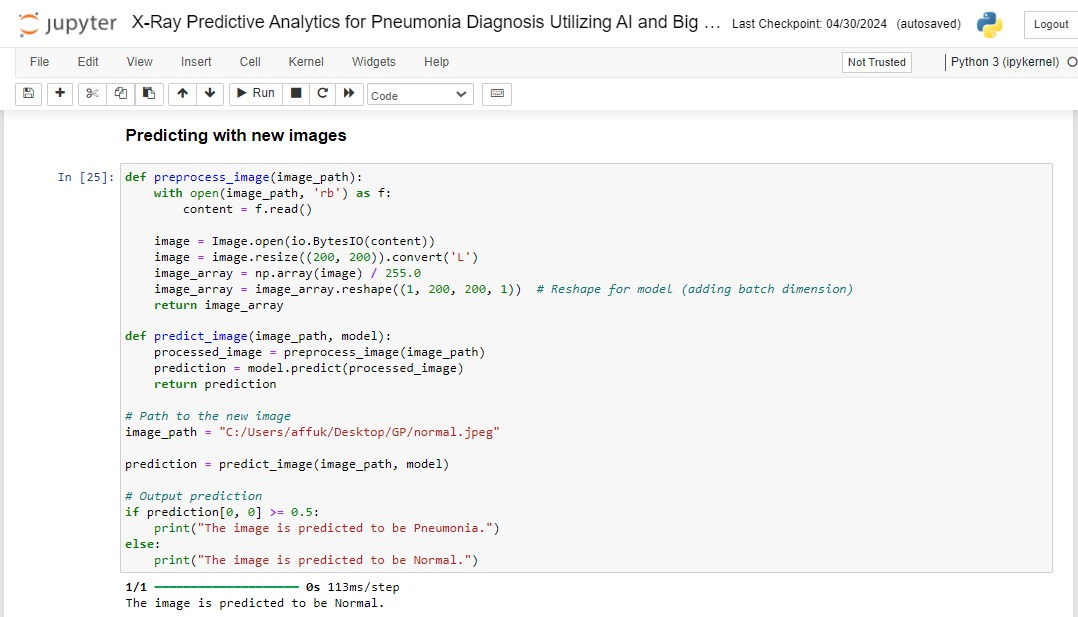 jupyter X-Ray Predictive Analytics for Pneumonia Diagnosis Utilizing AI and Big ... Last Checkpoint: 04/30/2024 (autosaved) Logout
File Edit View Insert Cell Kernel Widgets Help Not Trusted Python 3 (ipykernel)
Run Code
Predicting with new images
In [25]: def preprocess_image(image_path):
    with open(image_path, 'rb') as f:
        content = f.read()
    image = Image.open(io.BytesIO(content))
    image = image.resize((200, 200)).convert('L')
    image_array = np.array(image) / 255.0
    image_array = image_array.reshape((1, 200, 200, 1))  # Reshape for model (adding batch dimension)
    return image_array
def predict_image(image_path, model):
    processed_image = preprocess_image(image_path)
    prediction = model.predict(processed_image)
    return prediction
# Path to the new image
image_path = "C:/Users/affuk/Desktop/GP/normal.jpeg"
prediction = predict_image(image_path, model)
# Output prediction
if prediction[0, 0] >= 0.5:
    print("The image is predicted to be Pneumonia.")
else:
    print("The image is predicted to be Normal.")
1/1 0s 113ms/step
The image is predicted to be Normal.